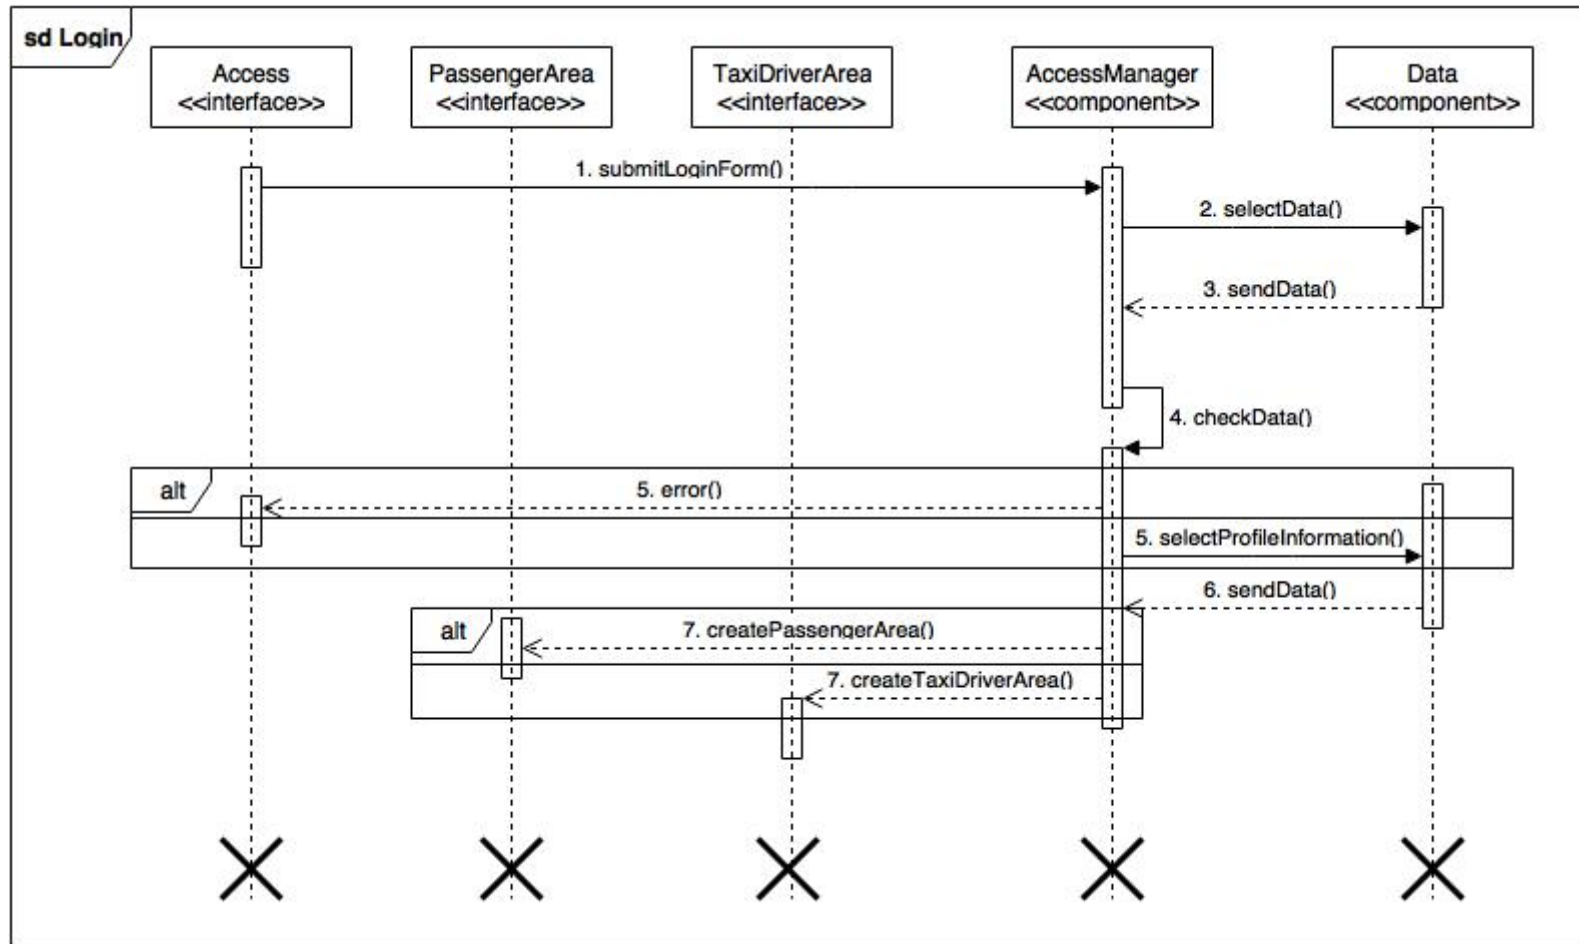 sd Login
Access
<<interface>>
PassengerArea
<<interface>>
TaxiDriverArea
<<interface>>
AccessManager
<<component>>
Data
<<component>>
1. submitLoginForm()
2. selectData()
3. sendData()
4. checkData()
alt
5. error()
5. selectProfileInformation()
6. sendData()
alt
7. createPassengerArea()
7. createTaxiDriverArea()